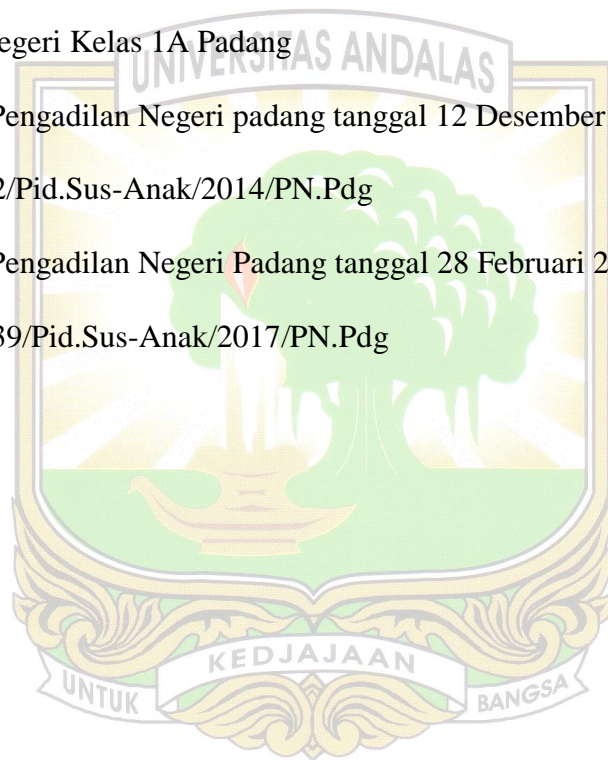 egeri Kelas 1A Padang
UNIVERSITAS ANDALAS
Pengadilan Negeri padang tanggal 12 Desember
2/Pid.Sus-Anak/2014/PN.Pdg
Pengadilan Negeri Padang tanggal 28 Februari 2
39/Pid.Sus-Anak/2017/PN.Pdg
KEDJAJAAN
UNTUK BANGSA